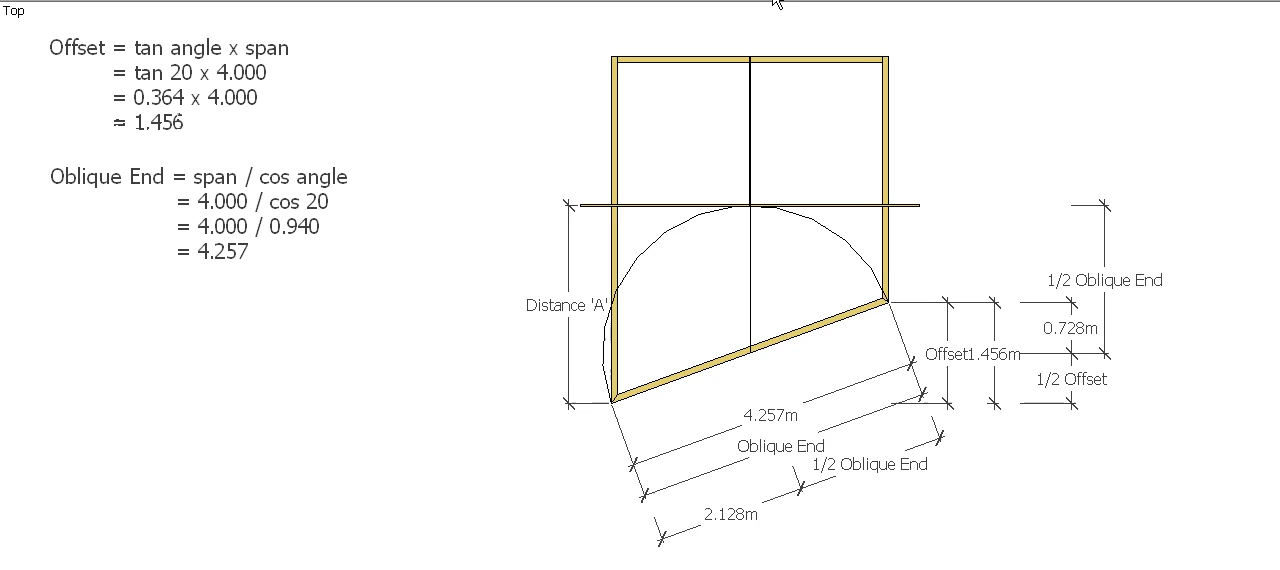 Top
Offset = tan angle x span
= tan 20 x 4.000
= 0.364 x 4.000
= 1.456
Oblique End = span / cos angle
= 4.000 / cos 20
= 4.000 / 0.940
= 4.257
1/2 Oblique End
Distance 'A'
0.728m
Offset 1.456m
1/2 Offset
4.257m
Oblique End
1/2 Oblique End
2.128m